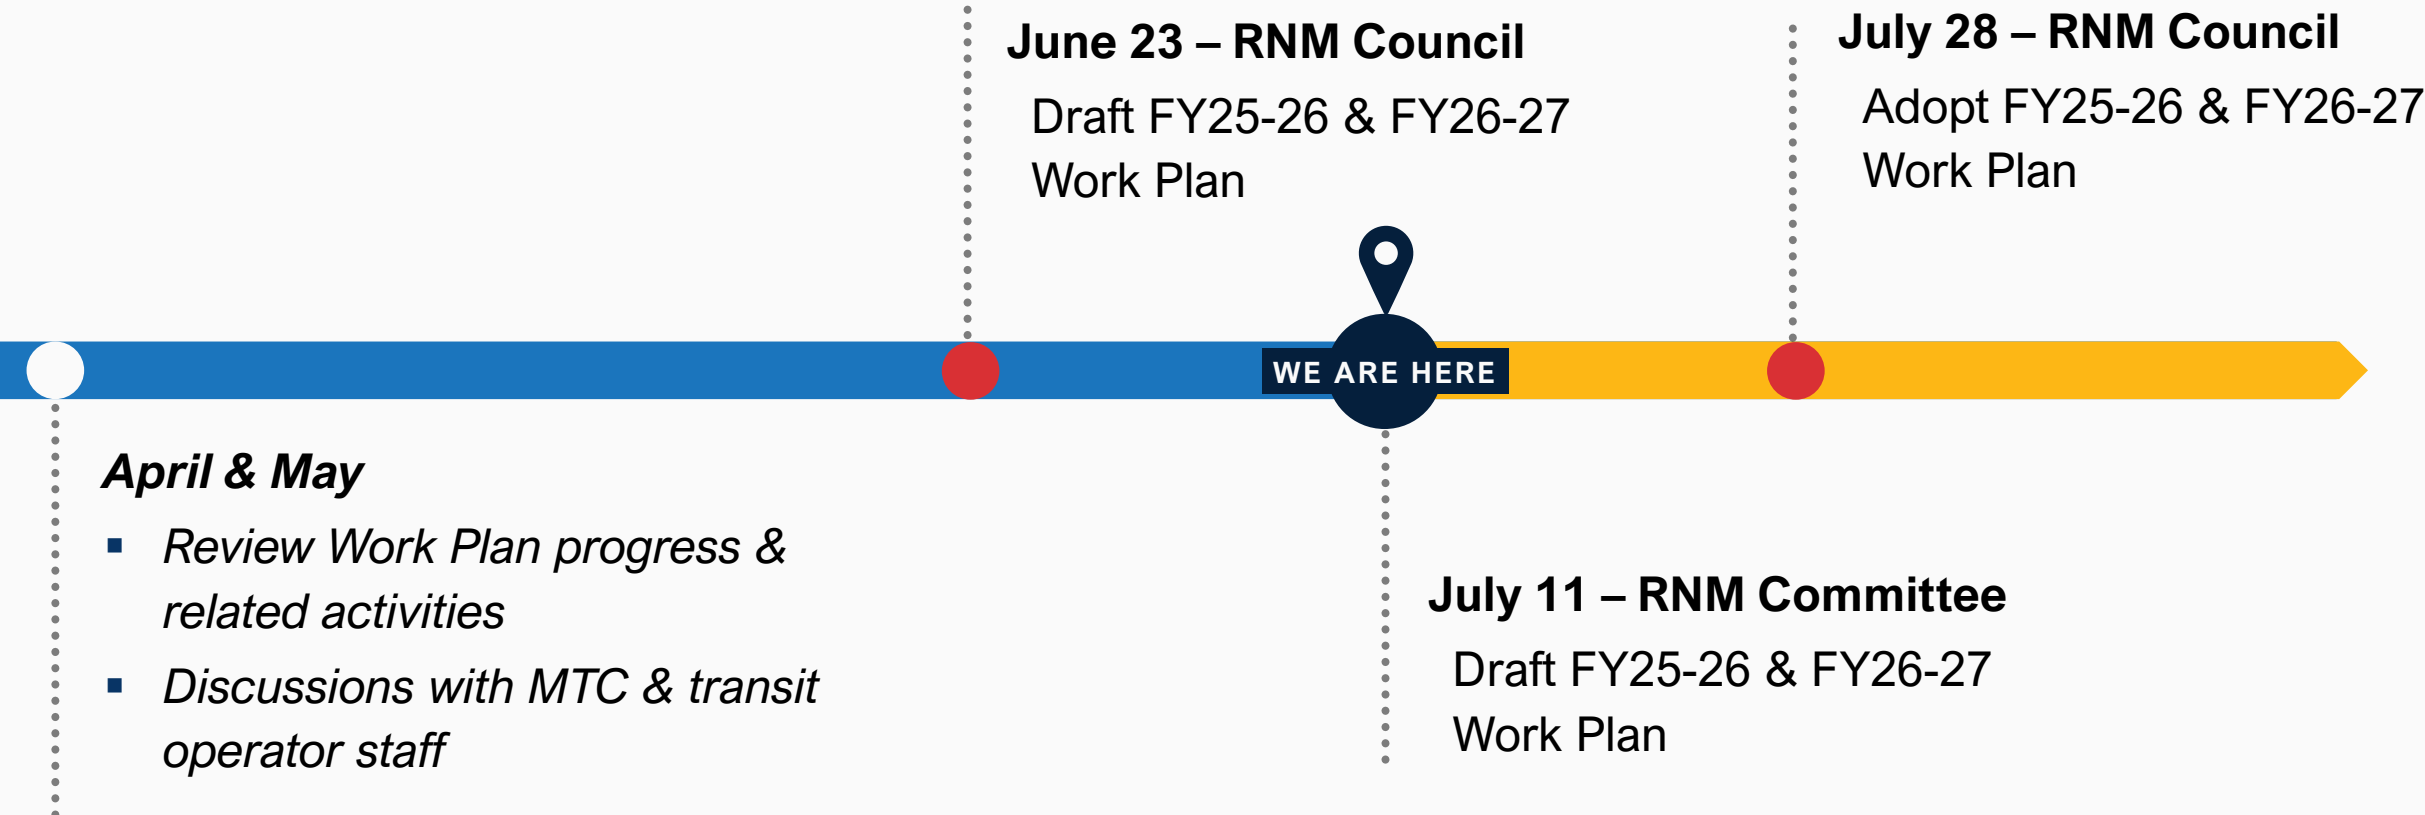 June 23 – RNM Council
Draft FY25-26 & FY26-27
Work Plan
July 28 – RNM Council
Adopt FY25-26 & FY26-27
Work Plan
WE ARE HERE
April & May
▪ Review Work Plan progress &
related activities
▪ Discussions with MTC & transit
operator staff
July 11 – RNM Committee
Draft FY25-26 & FY26-27
Work Plan